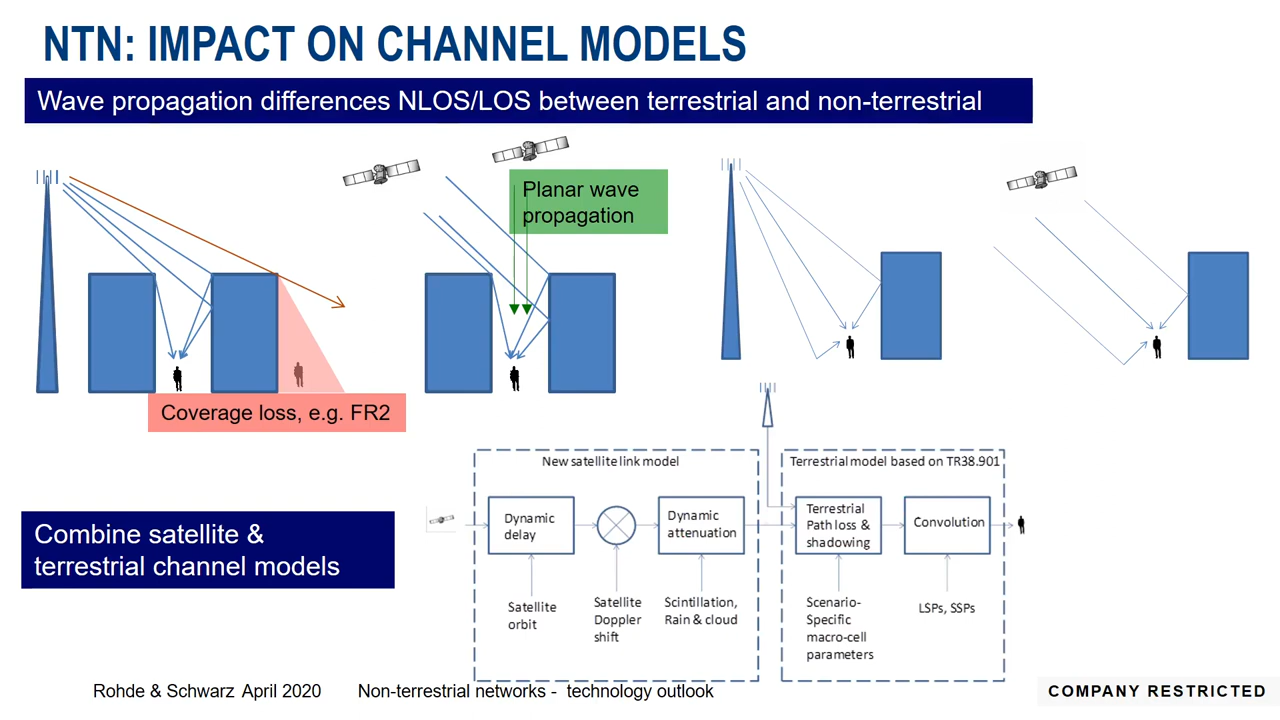 NTN: IMPACT ON CHANNEL MODELS
Wave propagation differences NLOS/LOS between terrestrial and non-terrestrial
Planar wave
propagation
Coverage loss, e.g. FR2
Combine satellite &
terrestrial channel models
New satellite link model
Dynamic
delay
Dynamic
attenuation
Satellite
orbit
Satellite
Doppler
shift
Scintillation,
Rain & cloud
Terrestrial model based on TR38.901
Terrestrial
Path loss &
shadowing
Convolution
Scenario-
Specific
macro-cell
parameters
LSPs, SSPs
Rohde & Schwarz April 2020
Non-terrestrial networks - technology outlook
COMPANY RESTRICTED